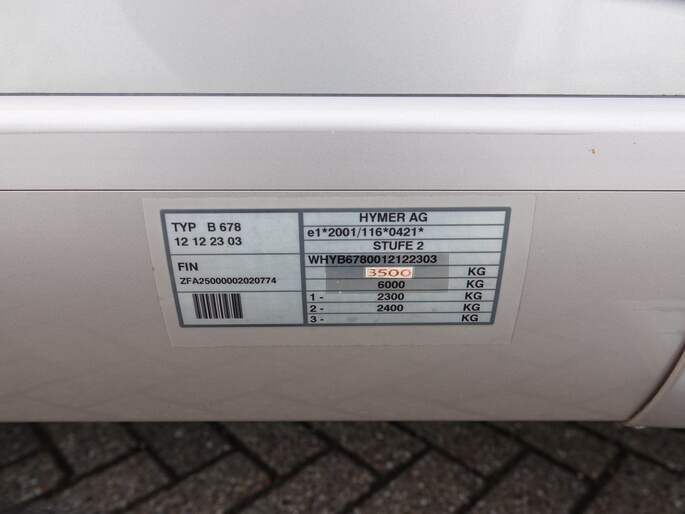 TYP B 678
12 12 23 03
FIN
ZFA25000002020774
HYMER AG
e1*2001/116*0421*
STUFE 2
WHYB6780012122303
3500 KG
6000 KG
1 - 2300 KG
2 - 2400 KG
3 - KG